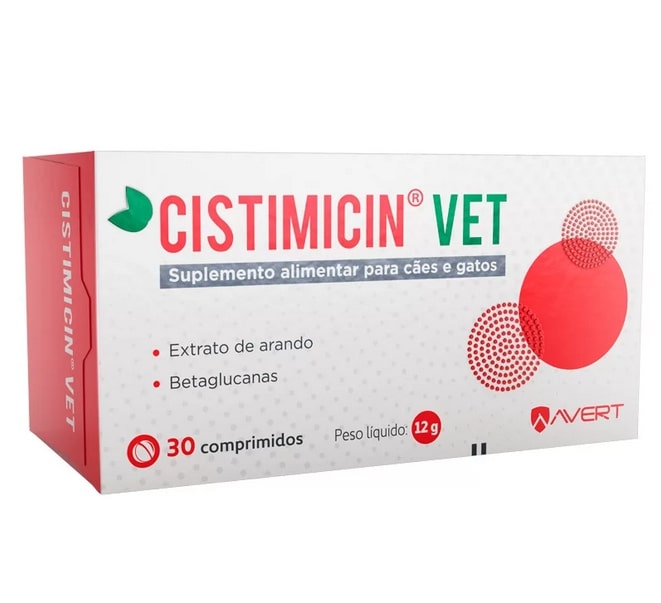 CISTIMICIN® VET
CISTIMICIN® VET
Suplemento alimentar para cães e gatos
• Extrato de arando
• Betaglucanas
30 comprimidos
Peso líquido: 12 g
AVERT